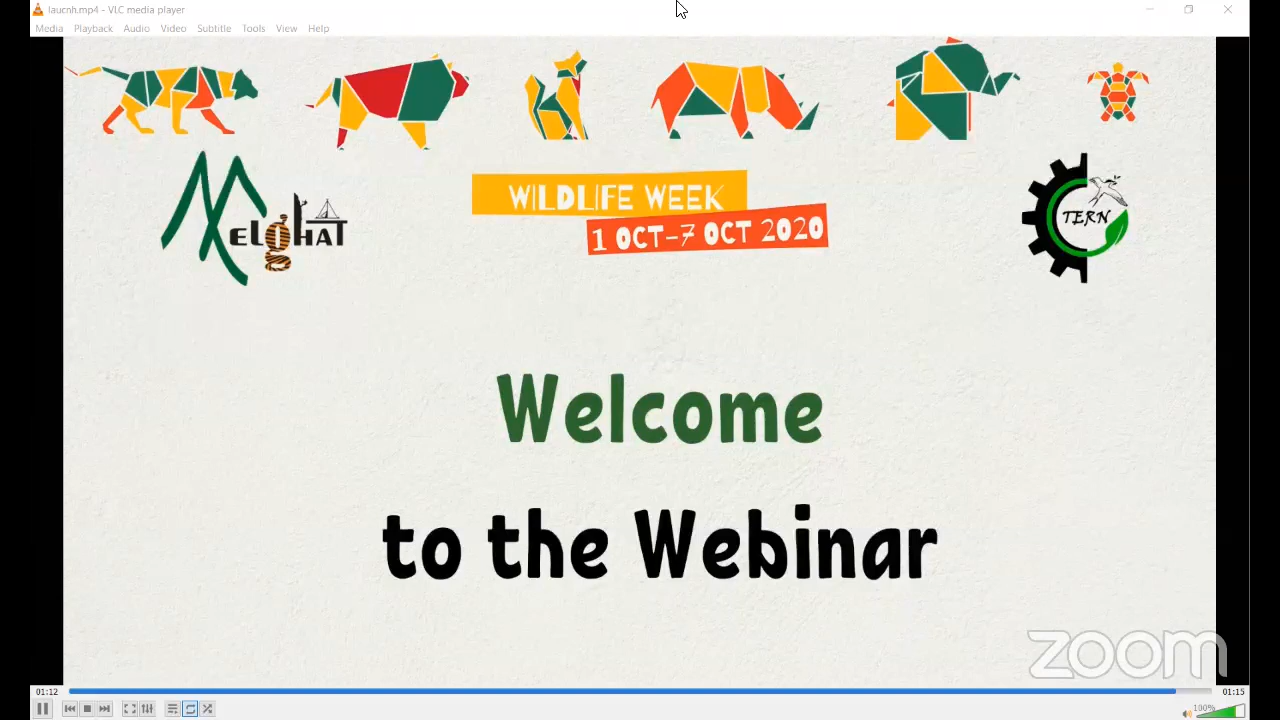 laucnh.mp4 - VLC media player
Media Playback Audio Video Subtitle Tools View Help
MELGHAT
WILDLIFE WEEK
1 OCT-7 OCT 2020
TERN
Welcome
to the Webinar
zoom
01:12
01:15
100%